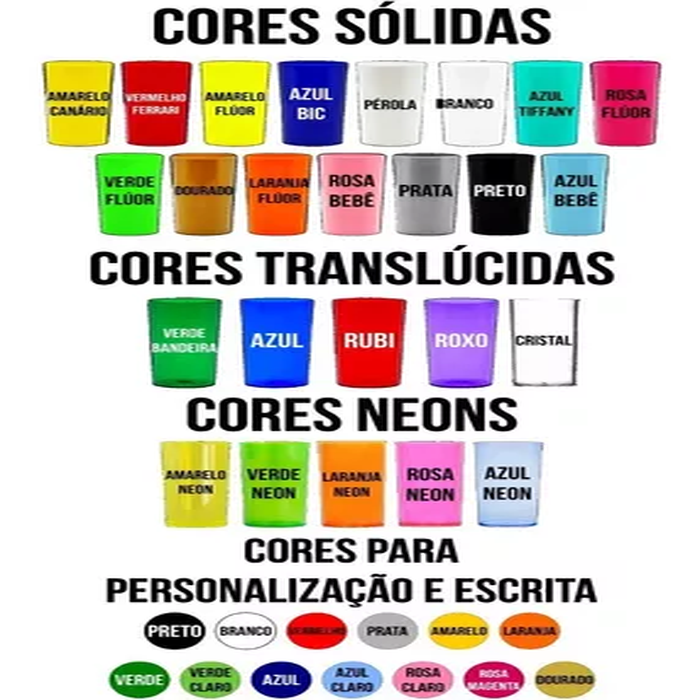 CORES SÓLIDAS
AMARELO CANÁRIO
VERMELHO FERRARI
AMARELO FLÚOR
AZUL BIC
PÉROLA
BRANCO
AZUL TIFFANY
ROSA FLÚOR
VERDE FLÚOR
DOURADO
LARANJA FLÚOR
ROSA BEBÊ
PRATA
PRETO
AZUL BEBÊ
CORES TRANSLÚCIDAS
VERDE BANDEIRA
AZUL
RUBI
ROXO
CRISTAL
CORES NEONS
AMARELO NEON
VERDE NEON
LARANJA NEON
ROSA NEON
AZUL NEON
CORES PARA
PERSONALIZAÇÃO E ESCRITA
PRETO
BRANCO
VERMELHO
PRATA
AMARELO
LARANJA
VERDE
VERDE CLARO
AZUL
AZUL CLARO
ROSA CLARO
ROSA MAGENTA
DOURADO